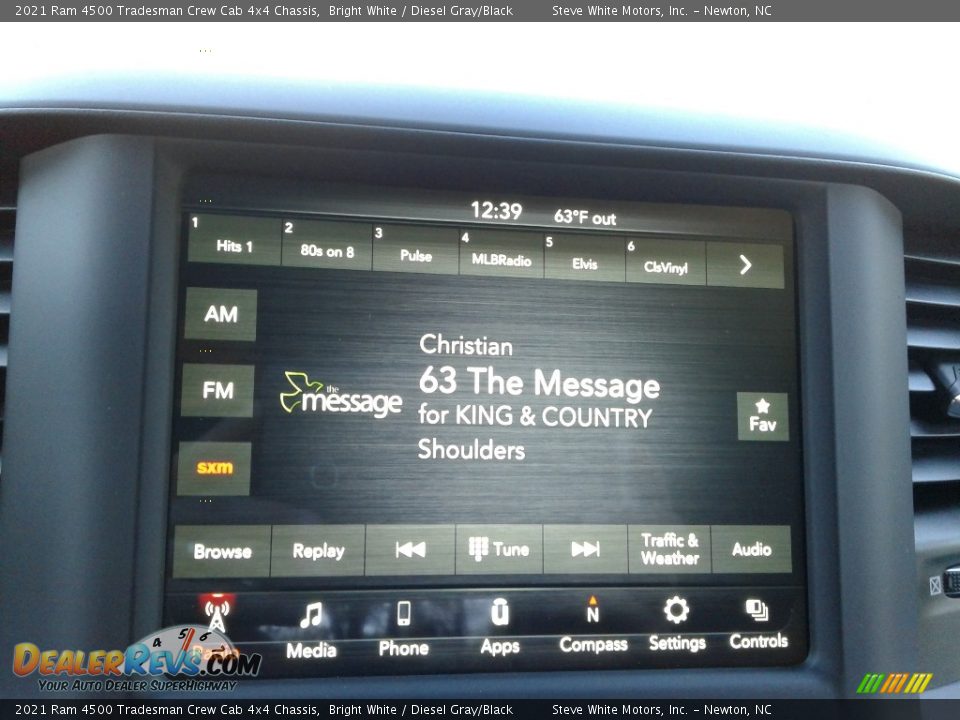 2021 Ram 4500 Tradesman Crew Cab 4x4 Chassis, Bright White / Diesel Gray/Black Steve White Motors, Inc. - Newton, NC
12:39 63°F out
1 Hits 1 2 80s on 8 3 Pulse 4 MLBRadio 5 Elvis 6 ClsVinyl
AM
Christian
63 The Message
FM
the message
for KING & COUNTRY
Fav
Shoulders
sxm
Browse Replay Tune Traffic & Weather Audio
N
Media Phone Apps Compass Settings Controls
4 5 6
DealerRevs.com
Your Auto Dealer SuperHighway
2021 Ram 4500 Tradesman Crew Cab 4x4 Chassis, Bright White / Diesel Gray/Black Steve White Motors, Inc. - Newton, NC